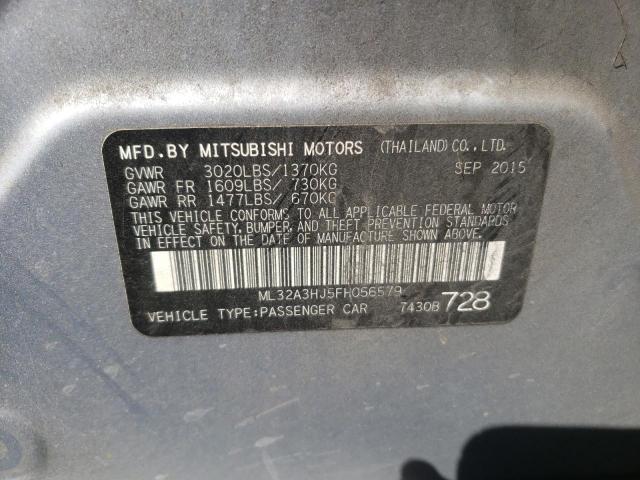 MFD.BY MITSUBISHI MOTORS (THAILAND) CO., LTD.
GVWR 3020LBS/1370KG SEP 2015
GAWR FR 1609LBS/ 730KG
GAWR RR 1477LBS/ 670KG
THIS VEHICLE CONFORMS TO ALL APPLICABLE FEDERAL MOTOR
VEHICLE SAFETY, BUMPER, AND THEFT PREVENTION STANDARDS
IN EFFECT ON THE DATE OF MANUFACTURE SHOWN ABOVE.
ML32A3HJ5FH056579
VEHICLE TYPE:PASSENGER CAR 7430B 728